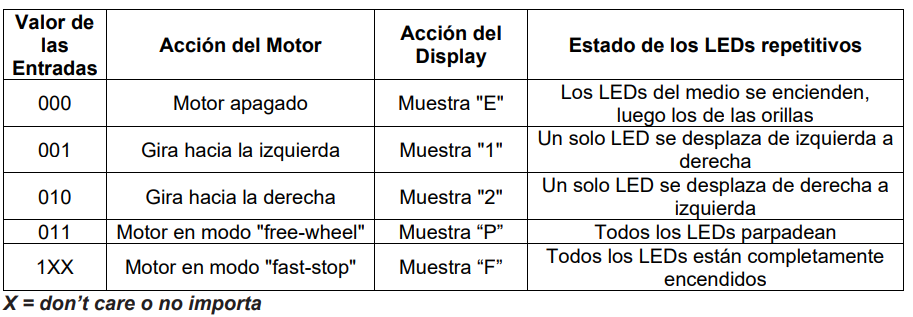 Valor de las Entradas | Acción del Motor | Acción del Display | Estado de los LEDs repetitivos
000 | Motor apagado | Muestra "E" | Los LEDs del medio se encienden, luego los de las orillas
001 | Gira hacia la izquierda | Muestra "1" | Un solo LED se desplaza de izquierda a derecha
010 | Gira hacia la derecha | Muestra "2" | Un solo LED se desplaza de derecha a izquierda
011 | Motor en modo "free-wheel" | Muestra “P” | Todos los LEDs parpadean
1XX | Motor en modo "fast-stop" | Muestra “F” | Todos los LEDs están completamente encendidos
X = don’t care o no importa